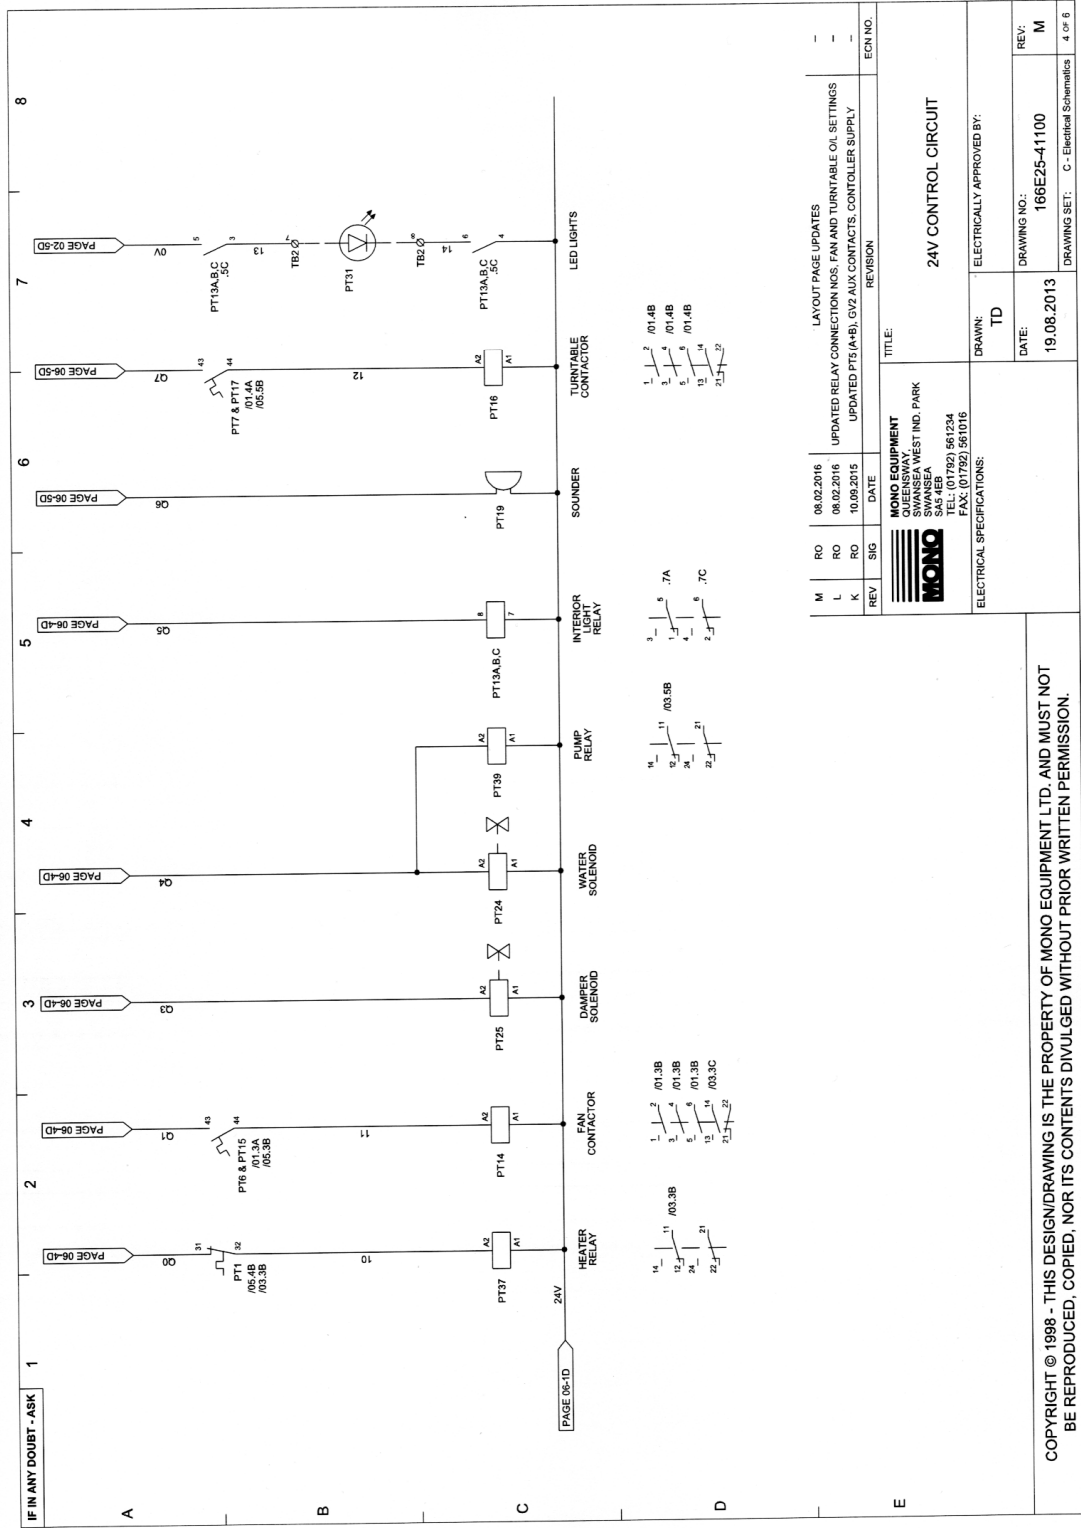 IF IN ANY DOUBT - ASK
1 2 3 4 5 6 7 8
A
B
C
D
E
PAGE 06-4D
Q0
31
32
PT1
/05.4B
/03.3B
10
PT37
A2
A1
HEATER
RELAY
14 11 /03.3B
12
24 21
22
PAGE 06-1D
24V
PAGE 06-4D
Q1
43
44
PT6 & PT15
/01.3A
/05.3B
11
PT14
A2
A1
FAN
CONTACTOR
1 2 /01.3B
3 4 /01.3B
5 6 /01.3B
13 14 /03.3C
21 22
PAGE 06-4D
Q3
PT25
A2
A1
DAMPER
SOLENOID
PAGE 06-4D
Q4
PT24
A2
A1
WATER
SOLENOID
PT39
A2
A1
PUMP
RELAY
14 11 /03.5B
12
24 21
22
PAGE 06-4D
Q5
PT13A,B,C
8
7
INTERIOR
LIGHT
RELAY
3 5 .7A
1
4 6 .7C
2
PAGE 06-5D
Q6
PT19
SOUNDER
PAGE 06-5D
Q7
43
44
PT7 & PT17
/01.4A
/05.5B
12
PT16
A2
A1
TURNTABLE
CONTACTOR
1 2 /01.4B
3 4 /01.4B
5 6 /01.4B
13 14
21 22
PAGE 02-5D
0V
5
3
PT13A,B,C
.5C
13
7
TB2
PT31
8
TB2
14
6
4
PT13A,B,C
.5C
LED LIGHTS
M RO 08.02.2016 LAYOUT PAGE UPDATES –
L RO 08.02.2016 UPDATED RELAY CONNECTION NOS, FAN AND TURNTABLE O/L SETTINGS –
K RO 10.09.2015 UPDATED PT5 (A+B), GV2 AUX CONTACTS, CONTOLLER SUPPLY –
REV SIG DATE REVISION ECN NO.
MONO
MONO EQUIPMENT
QUEENSWAY,
SWANSEA WEST IND. PARK
SWANSEA
SA5 4EB
TEL: (01792) 561234
FAX: (01792) 561016
TITLE:
24V CONTROL CIRCUIT
ELECTRICAL SPECIFICATIONS:
DRAWN:
TD
ELECTRICALLY APPROVED BY:
DATE:
19.08.2013
DRAWING NO.:
166E25-41100
REV:
M
DRAWING SET: C - Electrical Schematics 4 OF 6
COPYRIGHT © 1998 - THIS DESIGN/DRAWING IS THE PROPERTY OF MONO EQUIPMENT LTD. AND MUST NOT
BE REPRODUCED, COPIED, NOR ITS CONTENTS DIVULGED WITHOUT PRIOR WRITTEN PERMISSION.